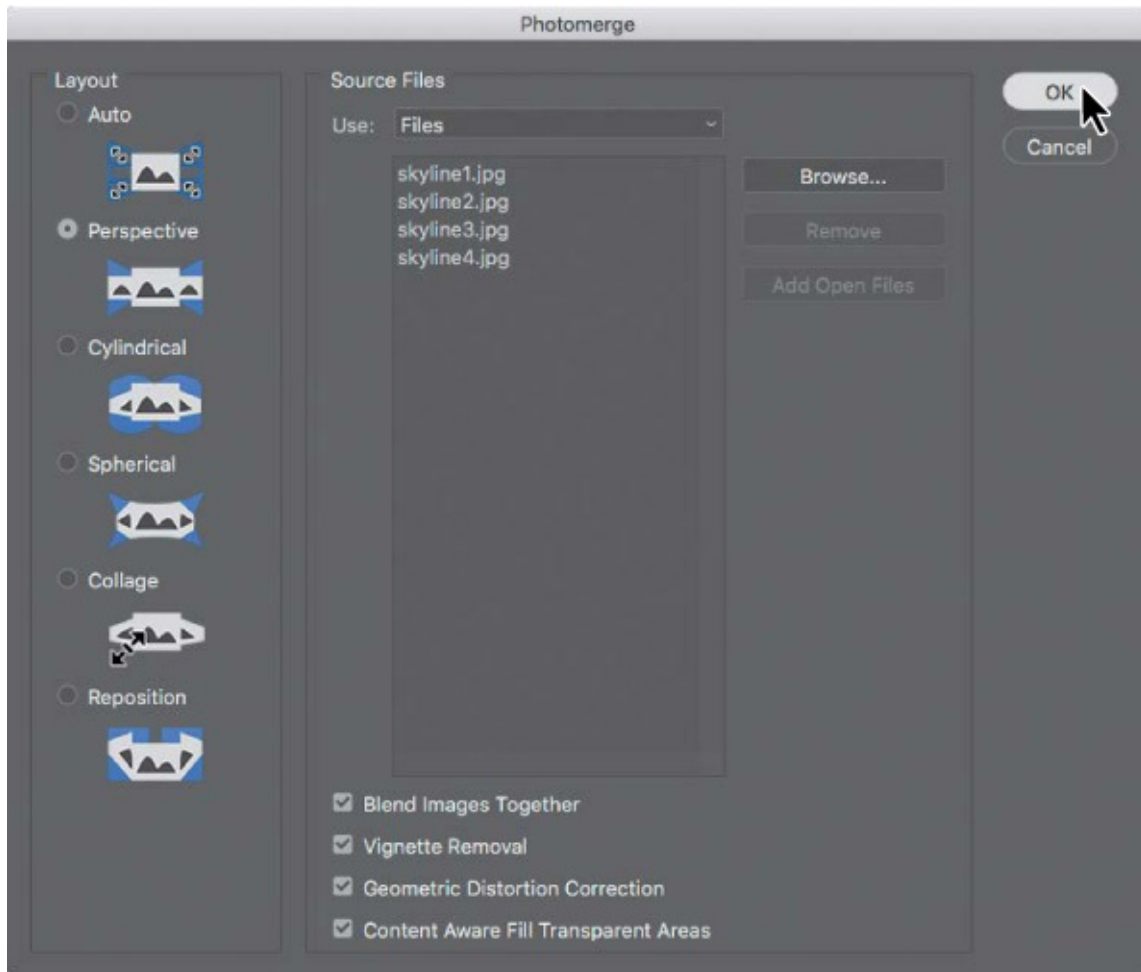 Photomerge
Layout
Auto
Perspective
Cylindrical
Spherical
Collage
Reposition
Source Files
Use: Files
skyline1.jpg
skyline2.jpg
skyline3.jpg
skyline4.jpg
Browse...
Remove
Add Open Files
Blend Images Together
Vignette Removal
Geometric Distortion Correction
Content Aware Fill Transparent Areas
OK
Cancel